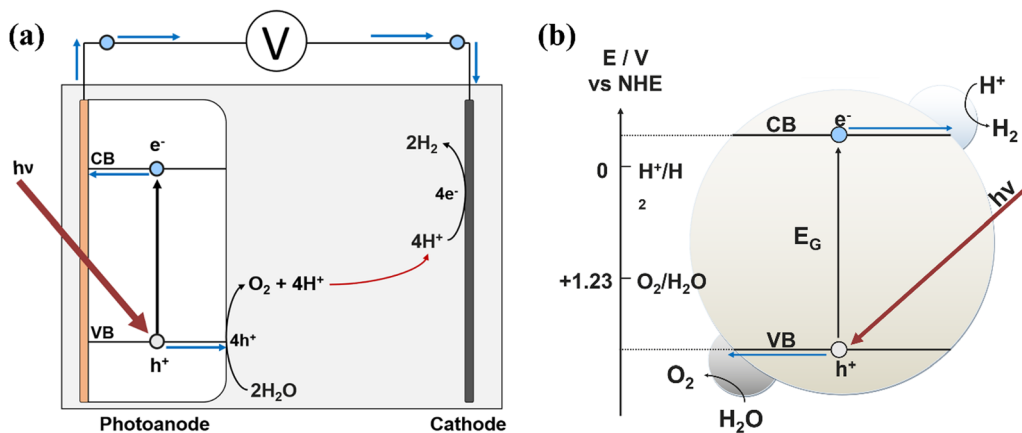 (a)
V
hν
CB
e⁻
VB
h⁺
4h⁺
O₂ + 4H⁺
2H₂O
2H₂
4e⁻
4H⁺
Photoanode
Cathode
(b)
E / V
vs NHE
0
H⁺/H
2
+1.23
O₂/H₂O
CB
e⁻
H⁺
H₂
hν
E_G
VB
h⁺
O₂
H₂O